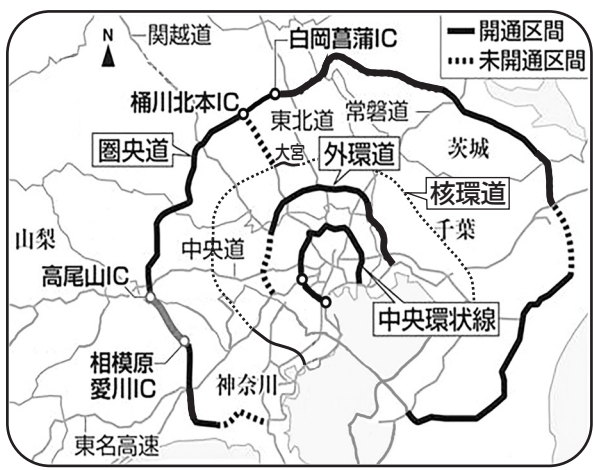 N
関越道
白岡菖蒲IC
開通区間
未開通区間
桶川北本IC
東北道
常磐道
圏央道
大宮
外環道
茨城
核環道
山梨
中央道
千葉
高尾山IC
中央環状線
相模原
愛川IC
神奈川
東名高速